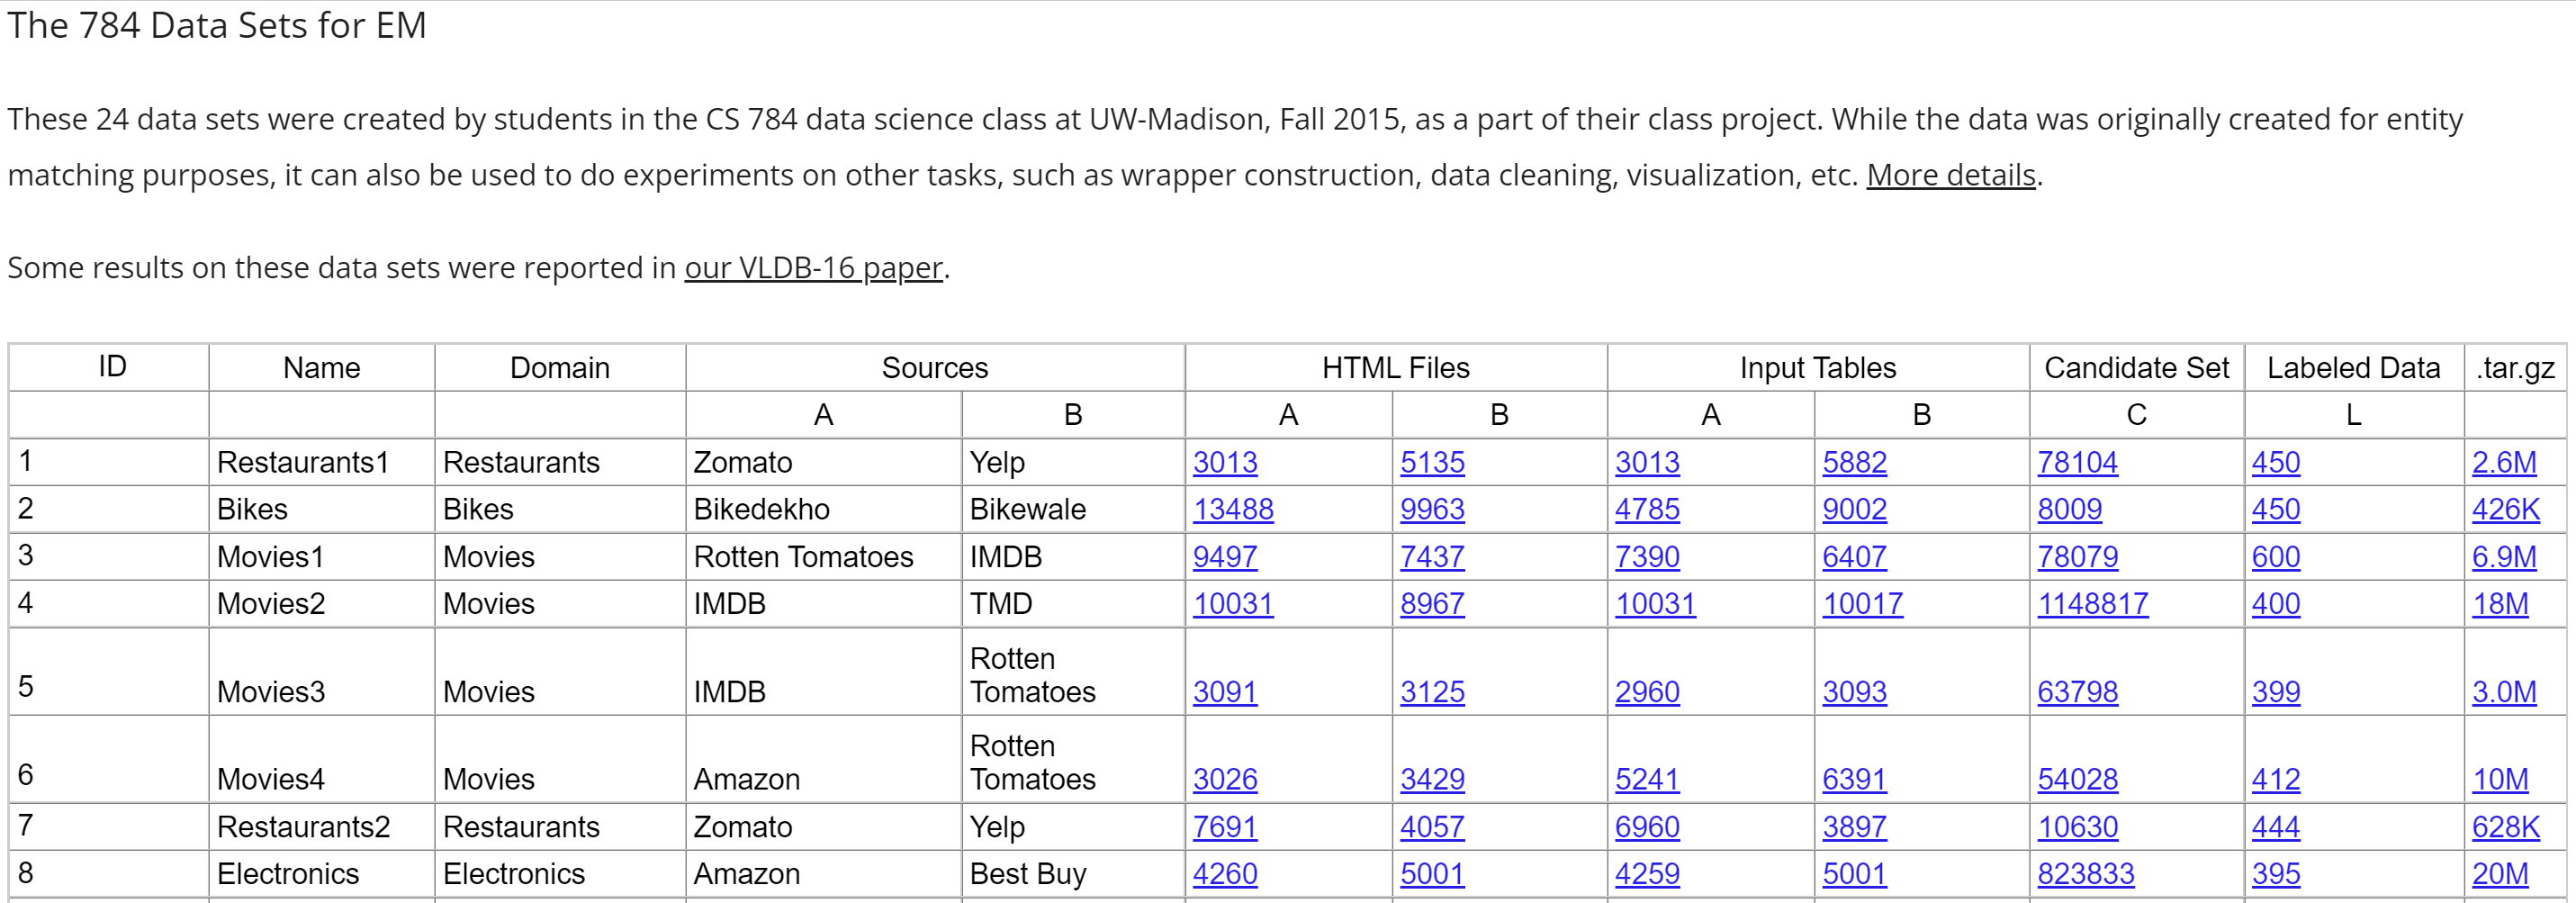 The 784 Data Sets for EM
These 24 data sets were created by students in the CS 784 data science class at UW-Madison, Fall 2015, as a part of their class project. While the data was originally created for entity
matching purposes, it can also be used to do experiments on other tasks, such as wrapper construction, data cleaning, visualization, etc. More details.
Some results on these data sets were reported in our VLDB-16 paper.
ID Name Domain Sources HTML Files Input Tables Candidate Set Labeled Data .tar.gz
A B A B A B C L
1 Restaurants1 Restaurants Zomato Yelp 3013 5135 3013 5882 78104 450 2.6M
2 Bikes Bikes Bikedekho Bikewale 13488 9963 4785 9002 8009 450 426K
3 Movies1 Movies Rotten Tomatoes IMDB 9497 7437 7390 6407 78079 600 6.9M
4 Movies2 Movies IMDB TMD 10031 8967 10031 10017 1148817 400 18M
5 Movies3 Movies IMDB Rotten
Tomatoes 3091 3125 2960 3093 63798 399 3.0M
6 Movies4 Movies Amazon Rotten
Tomatoes 3026 3429 5241 6391 54028 412 10M
7 Restaurants2 Restaurants Zomato Yelp 7691 4057 6960 3897 10630 444 628K
8 Electronics Electronics Amazon Best Buy 4260 5001 4259 5001 823833 395 20M